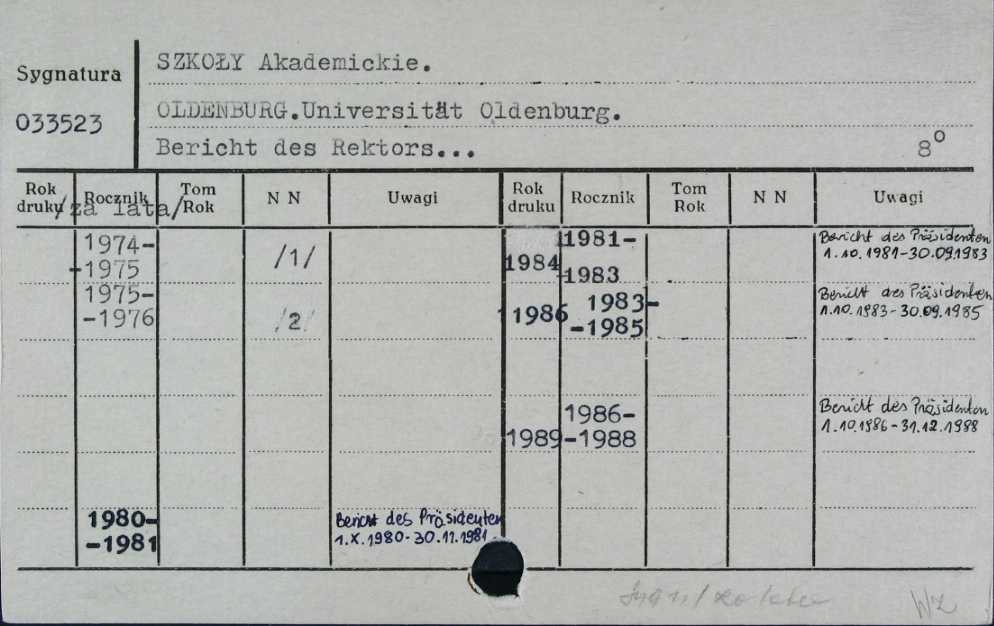 SZKOŁY Akademickie.
Sygnatura
OLDENBURG.Universität Oldenburg.
033523
Bericht des Rektors... 8°
Rok druku Rocznik Tom Rok N N Uwagi Rok druku Rocznik Tom Rok N N Uwagi
/za lata/
1974-
-1975 /1/
1975-
-1976 /2/
1980-
-1981
Bericht des Präsidenten
1.X.1980-30.11.1981
1984 1981-
-1983
Bericht des Präsidenten
1.10.1981-30.09.1983
1986 1983-
-1985
Bericht des Präsidenten
1.10.1983-30.09.1985
1989 1986-
-1988
Bericht des Präsidenten
1.10.1986-31.12.1988